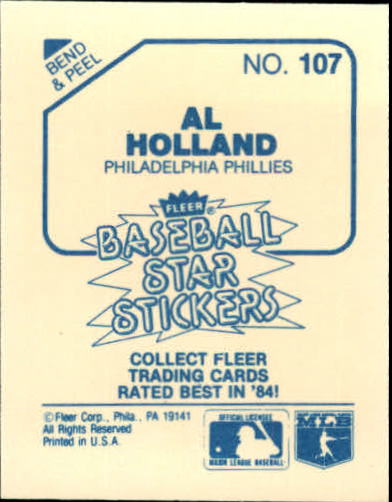 BEND
& PEEL
NO. 107
AL
HOLLAND
PHILADELPHIA PHILLIES
FLEER®
BASEBALL
STAR
STICKERS
COLLECT FLEER
TRADING CARDS
RATED BEST IN '84!
© Fleer Corp., Phila., PA 19141
All Rights Reserved
Printed in U.S.A.
OFFICIAL LICENSEE
MAJOR LEAGUE BASEBALL
MLB